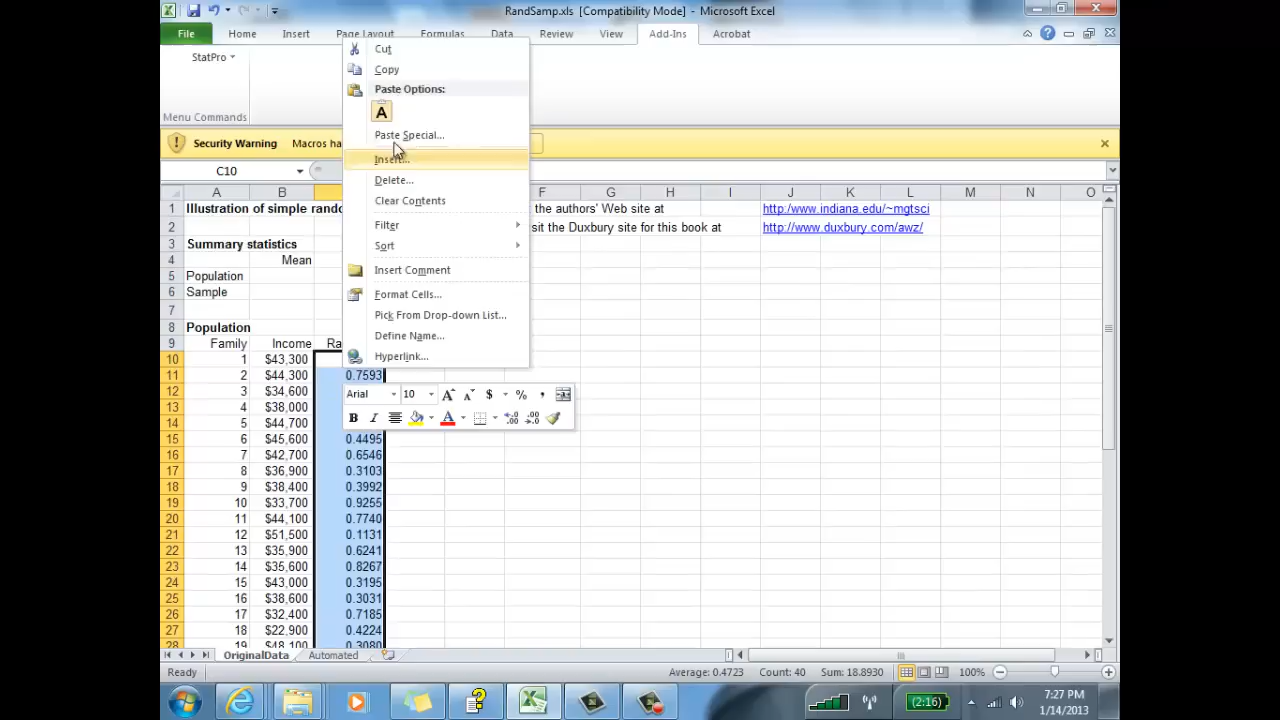 RandSamp.xls [Compatibility Mode] - Microsoft Excel
File Home Insert Page Layout Formulas Data Review View Add-Ins Acrobat
StatPro
Menu Commands
Security Warning Macros ha
C10
Cut
Copy
Paste Options:
A
Paste Special...
Insert...
Delete...
Clear Contents
Filter
Sort
Insert Comment
Format Cells...
Pick From Drop-down List...
Define Name...
Hyperlink...
Arial 10 A A $ % ,
B I A
A B F G H I J K L M N O
1 Illustration of simple rando the authors' Web site at http://www.indiana.edu/~mgtsci
2 sit the Duxbury site for this book at http://www.duxbury.com/awz/
3 Summary statistics
4 Mean
5 Population
6 Sample
7
8 Population
9 Family Income Ra
10 1 $43,300
11 2 $44,300 0.7593
12 3 $34,600
13 4 $38,000
14 5 $44,700
15 6 $45,600 0.4495
16 7 $42,700 0.6546
17 8 $36,900 0.3103
18 9 $38,400 0.3992
19 10 $33,700 0.9255
20 11 $44,100 0.7740
21 12 $51,500 0.1131
22 13 $35,900 0.6241
23 14 $35,600 0.8267
24 15 $43,000 0.3195
25 16 $38,600 0.3031
26 17 $32,400 0.7185
27 18 $22,900 0.4224
28 19 $48,100 0.3080
OriginalData Automated
Ready Average: 0.4723 Count: 40 Sum: 18.8930 100%
(2:16) 7:27 PM
1/14/2013